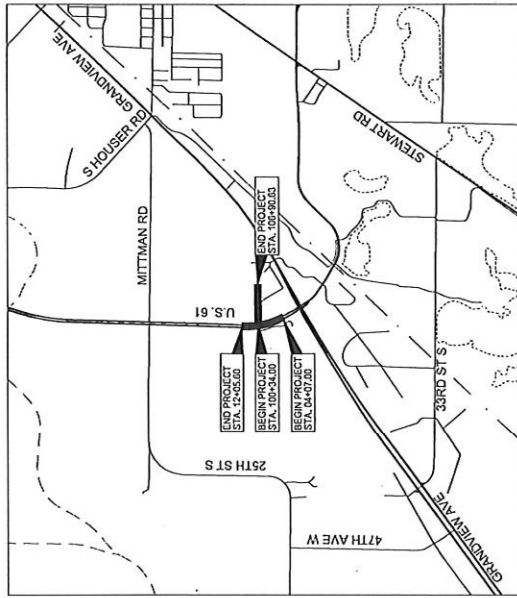 GRANDVIEW AVE
S HOUSER RD
MITTMAN RD
STEWART RD
U.S. 61
END PROJECT
STA. 106+90.63
END PROJECT
STA. 12+05.60
BEGIN PROJECT
STA. 100+34.00
BEGIN PROJECT
STA. 04+07.00
25TH ST S
33RD ST S
47TH AVE W
GRANDVIEW AVE